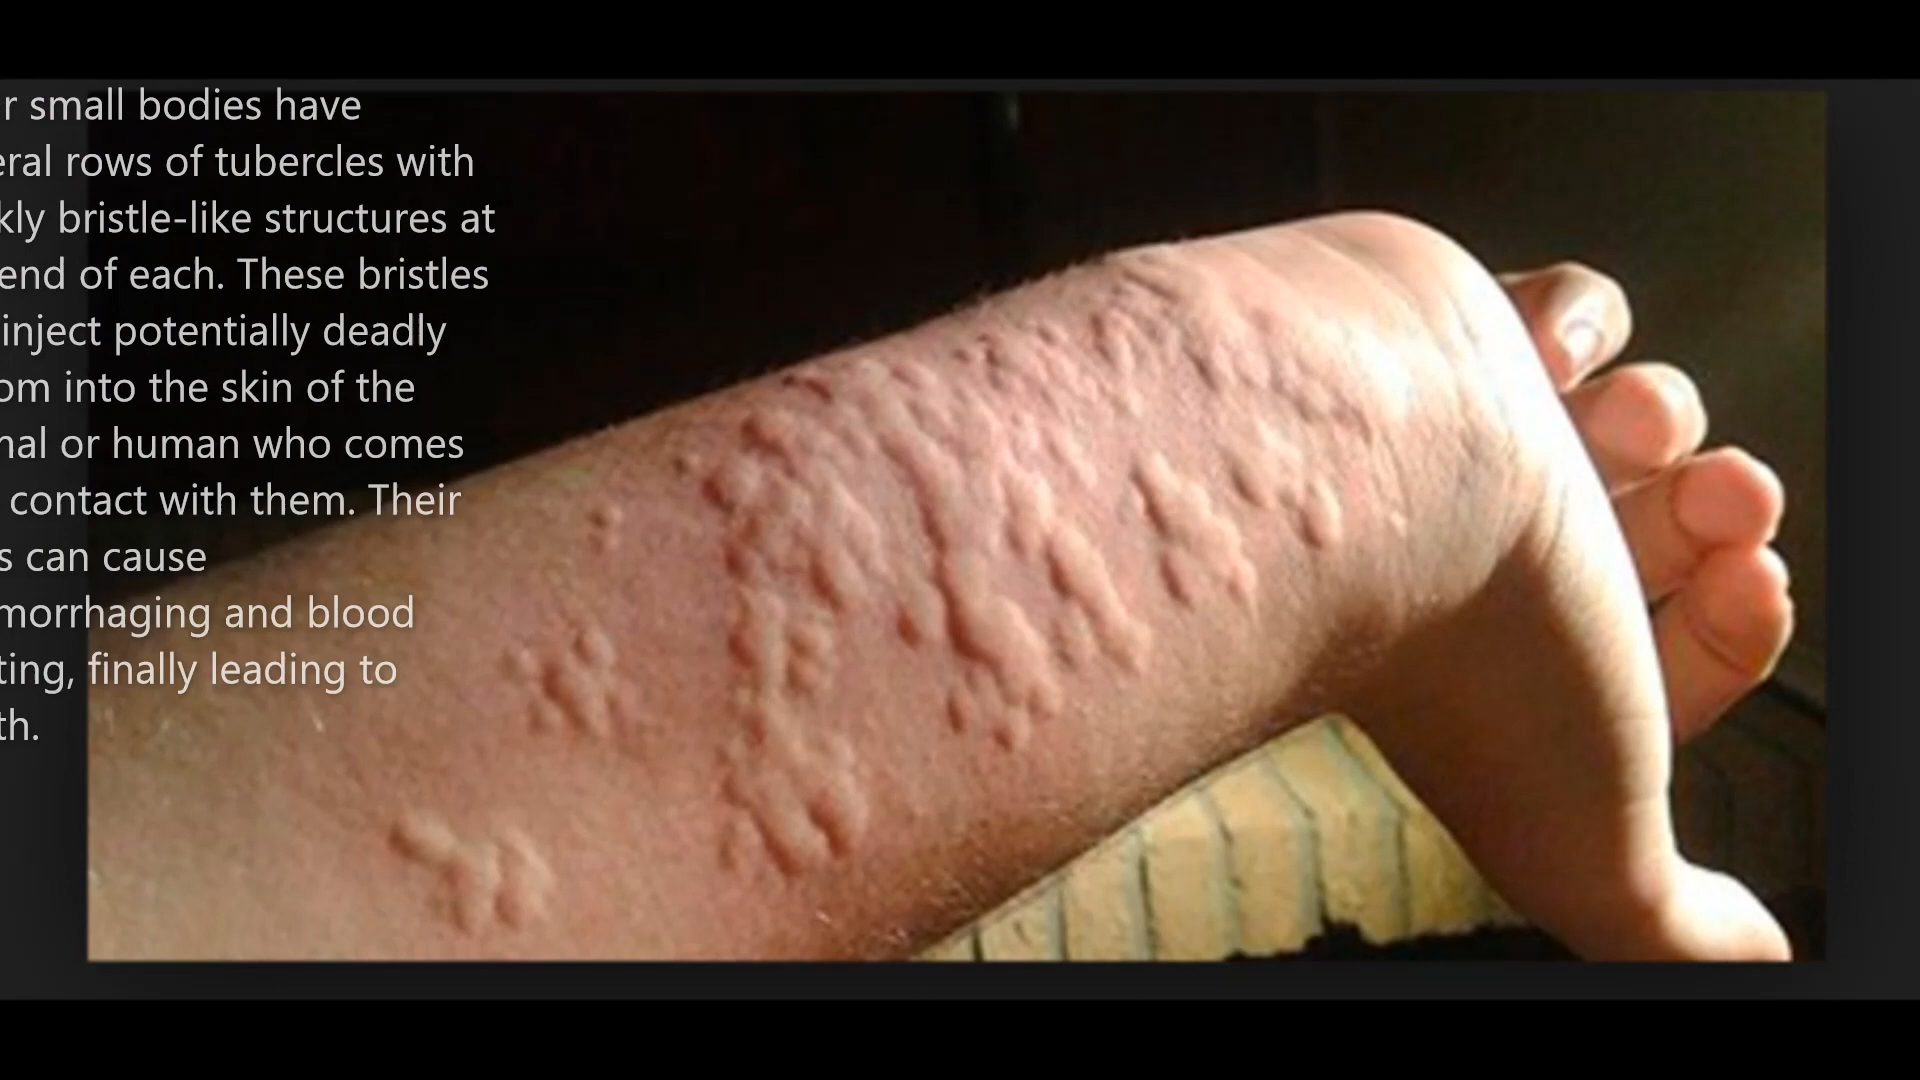 r small bodies have
eral rows of tubercles with
kly bristle-like structures at
end of each. These bristles
inject potentially deadly
om into the skin of the
nal or human who comes
contact with them. Their
s can cause
morrhaging and blood
ting, finally leading to
th.